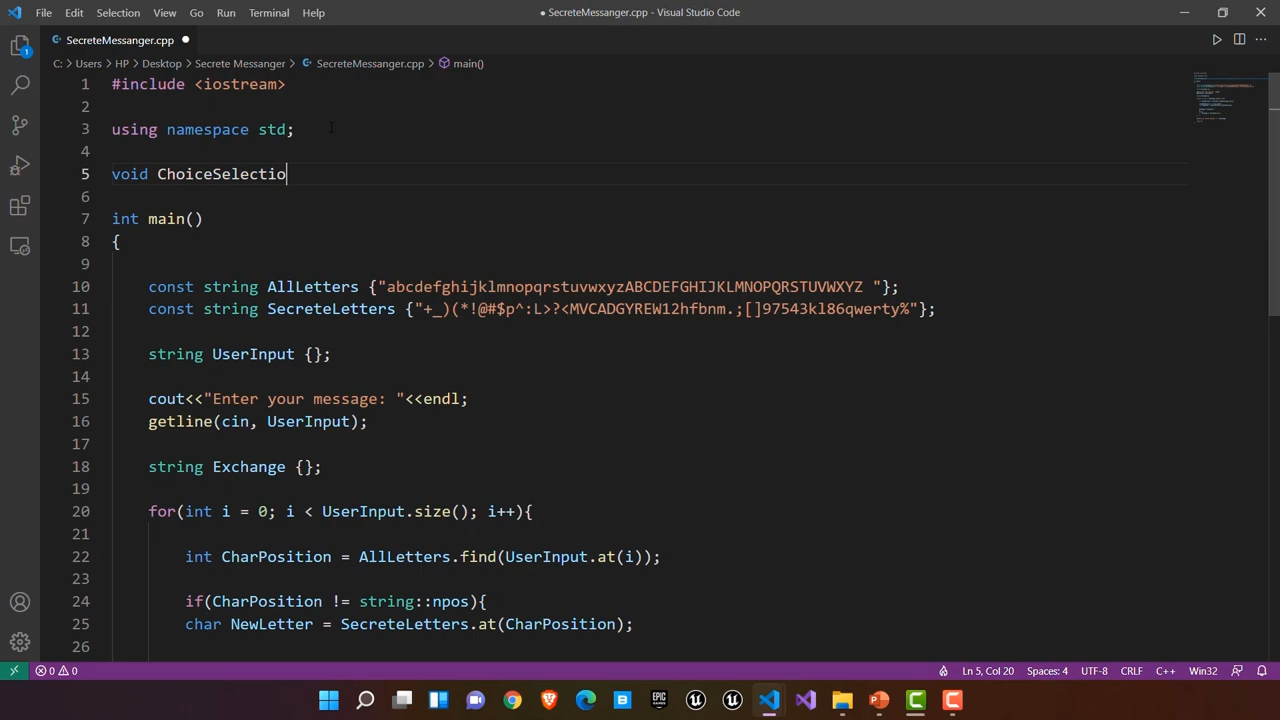 File Edit Selection View Go Run Terminal Help
● SecreteMessanger.cpp - Visual Studio Code
SecreteMessanger.cpp ●
C: > Users > HP > Desktop > Secrete Messanger > SecreteMessanger.cpp > main()
1 #include <iostream>
2
3 using namespace std;
4
5 void ChoiceSelectio
6
7 int main()
8 {
9
10 const string AllLetters {"abcdefghijklmnopqrstuvwxyzABCDEFGHIJKLMNOPQRSTUVWXYZ "};
11 const string SecreteLetters {"+_)(*!@#$p^:L>?<MVCADGYREW12hfbnm.;[]97543kl86qwerty%"};
12
13 string UserInput {};
14
15 cout<<"Enter your message: "<<endl;
16 getline(cin, UserInput);
17
18 string Exchange {};
19
20 for(int i = 0; i < UserInput.size(); i++){
21
22 int CharPosition = AllLetters.find(UserInput.at(i));
23
24 if(CharPosition != string::npos){
25 char NewLetter = SecreteLetters.at(CharPosition);
26
1
0 0 Ln 5, Col 20 Spaces: 4 UTF-8 CRLF C++ Win32